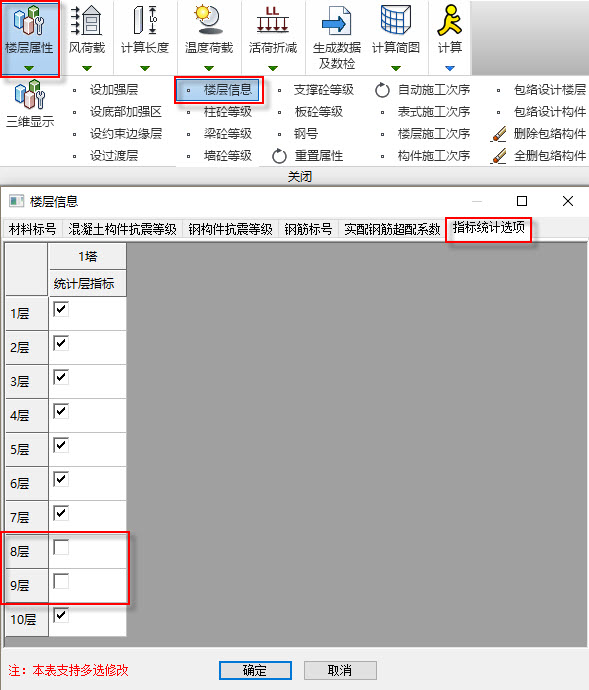 LL
楼层属性 风荷载 计算长度 温度荷载 活荷折减 生成数据及数检 计算简图 计算
三维显示
设加强层 楼层信息 支撑砼等级 自动施工次序 包络设计楼层
设底部加强区 柱砼等级 板砼等级 表式施工次序 包络设计构件
设约束边缘层 梁砼等级 钢号 楼层施工次序 删除包络构件
设过渡层 墙砼等级 重置属性 构件施工次序 全删包络构件
关闭
楼层信息
材料标号 混凝土构件抗震等级 钢构件抗震等级 钢筋标号 实配钢筋超配系数 指标统计选项
1塔
统计层指标
1层
2层
3层
4层
5层
6层
7层
8层
9层
10层
注：本表支持多选修改 确定 取消